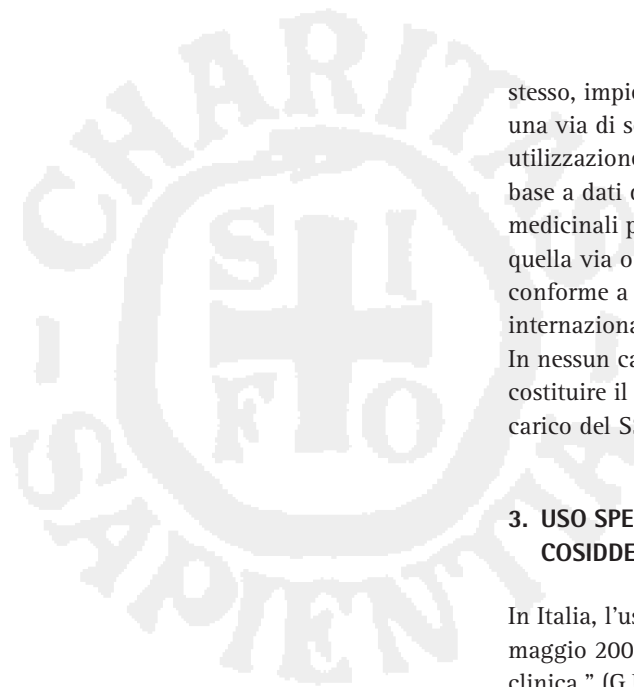 CHARITAS
SAPIENTIA
S I
F O
stesso, impie
una via di s
utilizzazione
base a dati d
medicinali p
quella via o
conforme a
internaziona
In nessun ca
costituire il
carico del S
3. USO SPE
COSIDDE
In Italia, l’us
maggio 200
clinica.” (G.